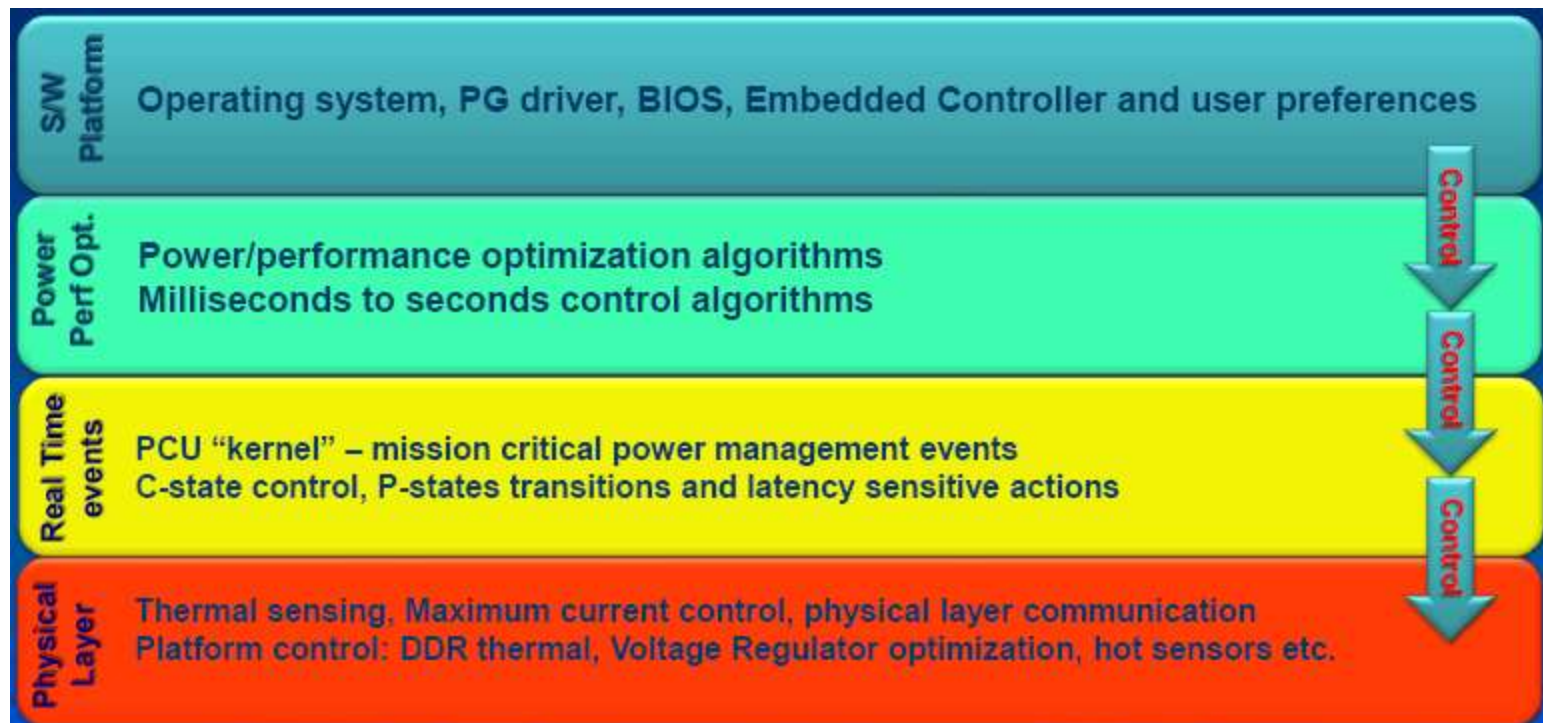 S/W
Platform
Operating system, PG driver, BIOS, Embedded Controller and user preferences
Control
Power
Perf Opt.
Power/performance optimization algorithms
Milliseconds to seconds control algorithms
Control
Real Time
events
PCU “kernel” – mission critical power management events
C-state control, P-states transitions and latency sensitive actions
Control
Physical
Layer
Thermal sensing, Maximum current control, physical layer communication
Platform control: DDR thermal, Voltage Regulator optimization, hot sensors etc.